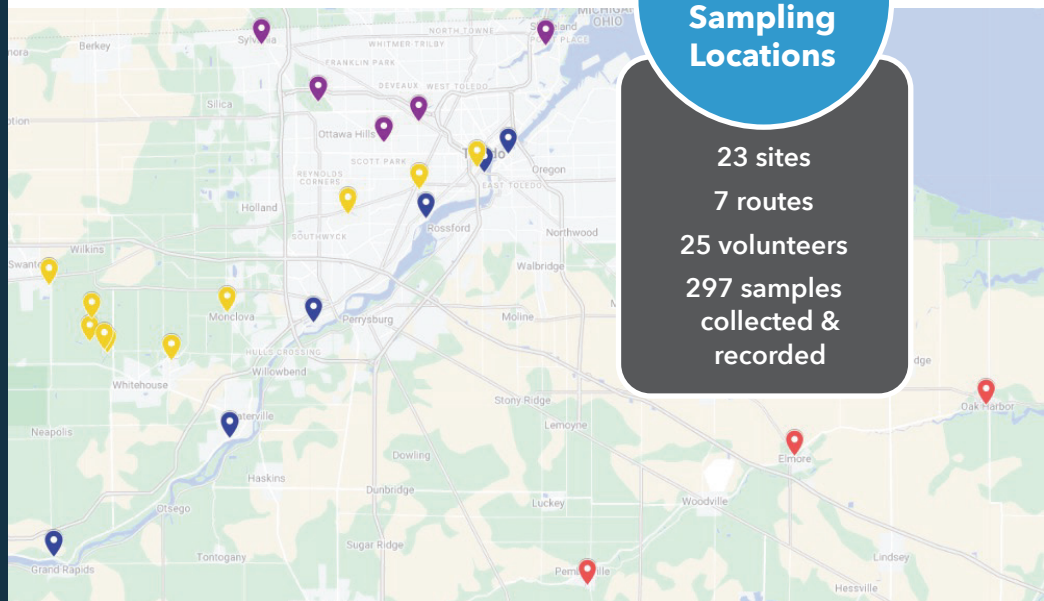 MICHIGAN
OHIO
Sampling
Locations
23 sites
7 routes
25 volunteers
297 samples
collected &
recorded
Berkey
NORTH TOWNE
WHITMER TRILBY
FRANKLIN PARK
DEVEAUX
WEST TOLEDO
Silica
Ottawa Hills
SCOTT PARK
REYNOLDS
CORNERS
EAST TOLEDO
Oregon
Holland
Rossford
Northwood
SOUTHWYCK
Wilkins
Walbridge
Monclova
Perrysburg
Moline
HULLS CROSSING
Willowbend
Whitehouse
Stony Ridge
Oak Harbor
Neapolis
Lemoyne
Dowling
Elmore
Haskins
Dunbridge
Luckey
Woodville
Otsego
Sugar Ridge
Tontogany
Grand Rapids
Lindsey
Hessville